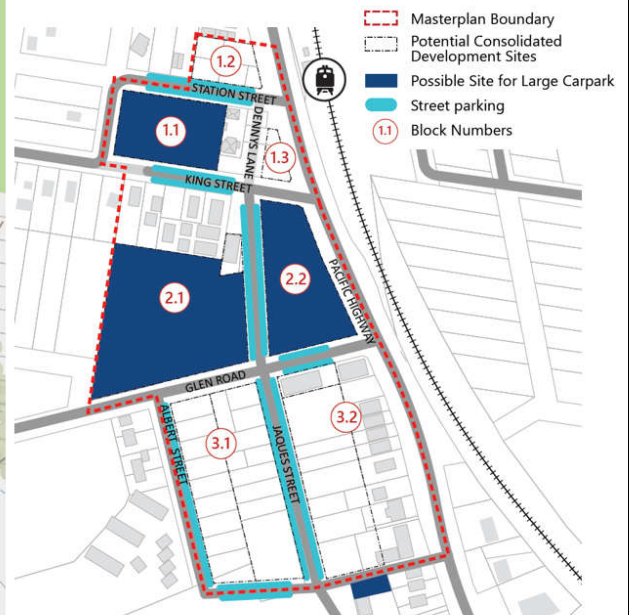 Masterplan Boundary
Potential Consolidated
Development Sites
Possible Site for Large Carpark
Street parking
1.1 Block Numbers
1.2
STATION STREET
1.1
DENNYS LANE
1.3
KING STREET
2.1
2.2
PACIFIC HIGHWAY
GLEN ROAD
ALBERT STREET
3.1
JAQUES STREET
3.2